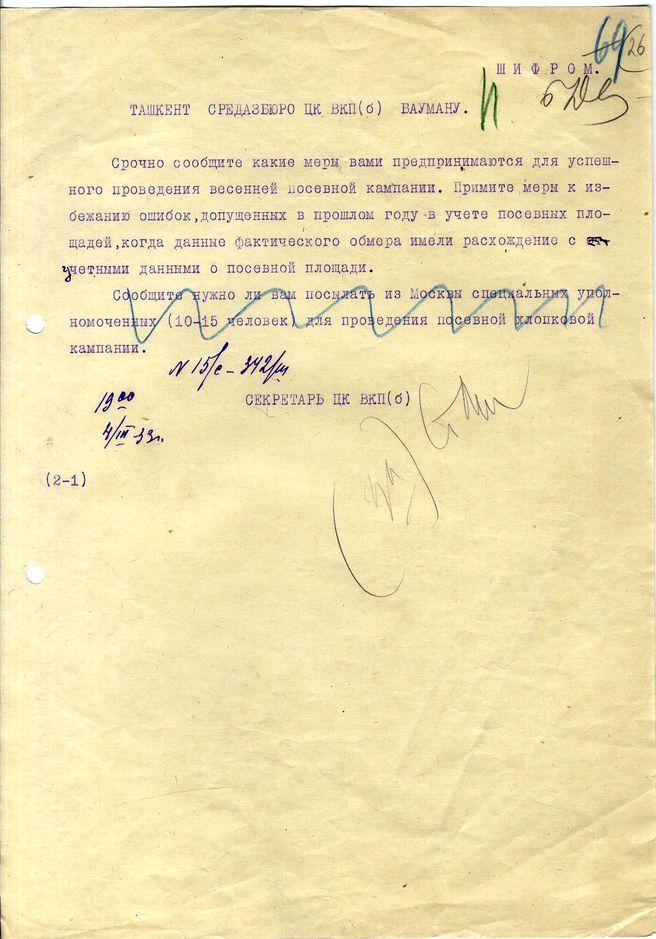 69/26
ШИФРОМ.
ТАШКЕНТ СРЕДАЗБЮРО ЦК ВКП(б) БАУМАНУ.
Срочно сообщите какие меры вами предпринимаются для успеш-
ного проведения весенней посевной кампании. Примите меры к из-
бежанию ошибок,допущенных в прошлом году в учете посевных пло-
щадей,когда данные фактического обмера имели расхождение с
учетными данными о посевной площади.
Сообщите нужно ли вам посылать из Москвы специальных упол-
номоченных (10-15 человек) для проведения посевной хлопковой
кампании.
N 15/с - 342/ш
СЕКРЕТАРЬ ЦК ВКП(б)
19 00
4/III-33г.
(2-1)